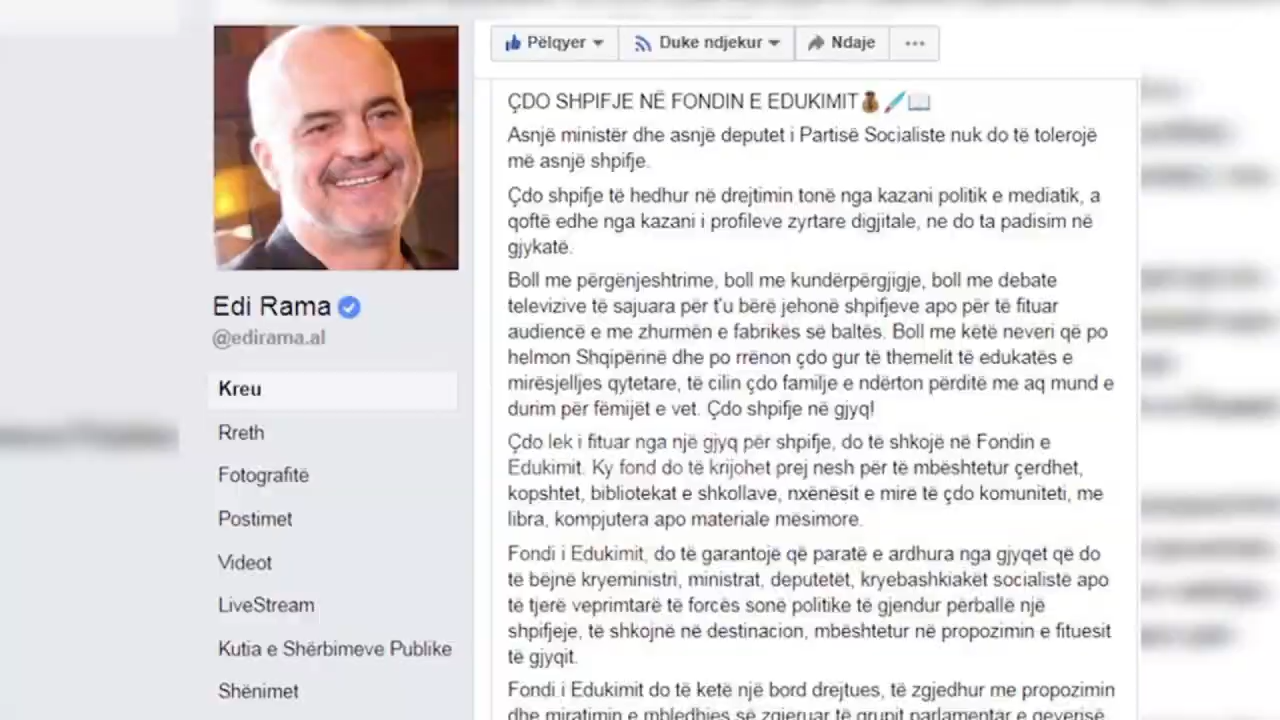 Pëlqyer
Duke ndjekur
Ndaje
Edi Rama
@edirama.al
Kreu
Rreth
Fotografitë
Postimet
Videot
LiveStream
Kutia e Shërbimeve Publike
Shënimet
ÇDO SHPIFJE NË FONDIN E EDUKIMIT
Asnjë ministër dhe asnjë deputet i Partisë Socialiste nuk do të tolerojë
më asnjë shpifje.
Çdo shpifje të hedhur në drejtimin tonë nga kazani politik e mediatik, a
qoftë edhe nga kazani i profileve zyrtare digjitale, ne do ta padisim në
gjykatë.
Boll me përgënjeshtrime, boll me kundërpërgjigje, boll me debate
televizive të sajuara për t'u bërë jehonë shpifjeve apo për të fituar
audiencë e me zhurmën e fabrikës së baltës. Boll me këtë neveri që po
helmon Shqipërinë dhe po rrënon çdo gur të themelit të edukatës e
mirësjelljes qytetare, të cilin çdo familje e ndërton përditë me aq mund e
durim për fëmijët e vet. Çdo shpifje në gjyq!
Çdo lek i fituar nga një gjyq për shpifje, do të shkojë në Fondin e
Edukimit. Ky fond do të krijohet prej nesh për të mbështetur çerdhet,
kopshtet, bibliotekat e shkollave, nxënësit e mirë të çdo komuniteti, me
libra, kompjutera apo materiale mësimore.
Fondi i Edukimit, do të garantojë që paratë e ardhura nga gjyqet që do
të bëjnë kryeministri, ministrat, deputetët, kryebashkiakët socialistë apo
të tjerë veprimtarë të forcës sonë politike të gjendur përballë një
shpifjeje, të shkojnë në destinacion, mbështetur në propozimin e fituesit
të gjyqit.
Fondi i Edukimit do të ketë një bord drejtues, të zgjedhur me propozimin
dhe miratimin e mbledhjes së zgjeruar të grupit parlamentar e qeverisë